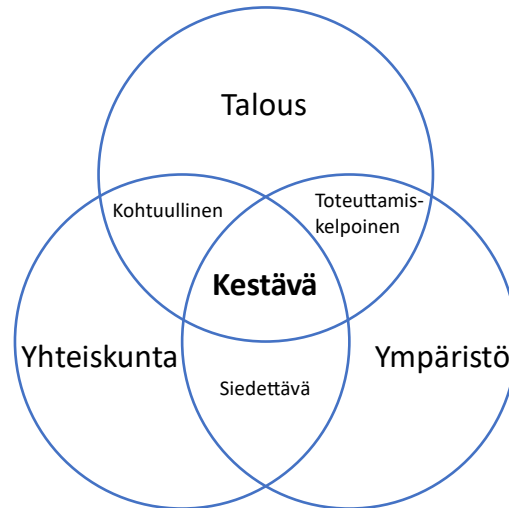 Talous
Kohtuullinen
Toteuttamis-
kelpoinen
Kestävä
Yhteiskunta
Ympäristö
Siedettävä